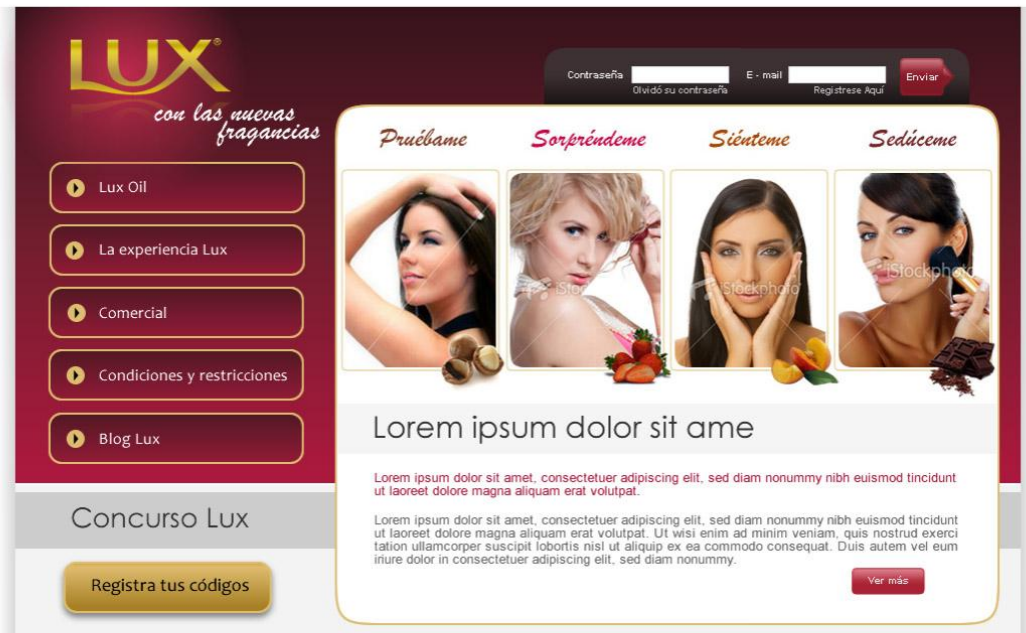 LUX®
con las nuevas
fragancias
Contraseña
E - mail
Enviar
Olvidó su contraseña
Registrese Aquí
Lux Oil
La experiencia Lux
Comercial
Condiciones y restricciones
Blog Lux
Concurso Lux
Registra tus códigos
Pruébame
Sorpréndeme
Siénteme
Sedúceme
iStockphoto
iStockphoto
Lorem ipsum dolor sit ame
Lorem ipsum dolor sit amet, consectetuer adipiscing elit, sed diam nonummy nibh euismod tincidunt
ut laoreet dolore magna aliquam erat volutpat.
Lorem ipsum dolor sit amet, consectetuer adipiscing elit, sed diam nonummy nibh euismod tincidunt
ut laoreet dolore magna aliquam erat volutpat. Ut wisi enim ad minim veniam, quis nostrud exerci
tation ullamcorper suscipit lobortis nisl ut aliquip ex ea commodo consequat. Duis autem vel eum
iriure dolor in consectetuer adipiscing elit, sed diam nonummy.
Ver más